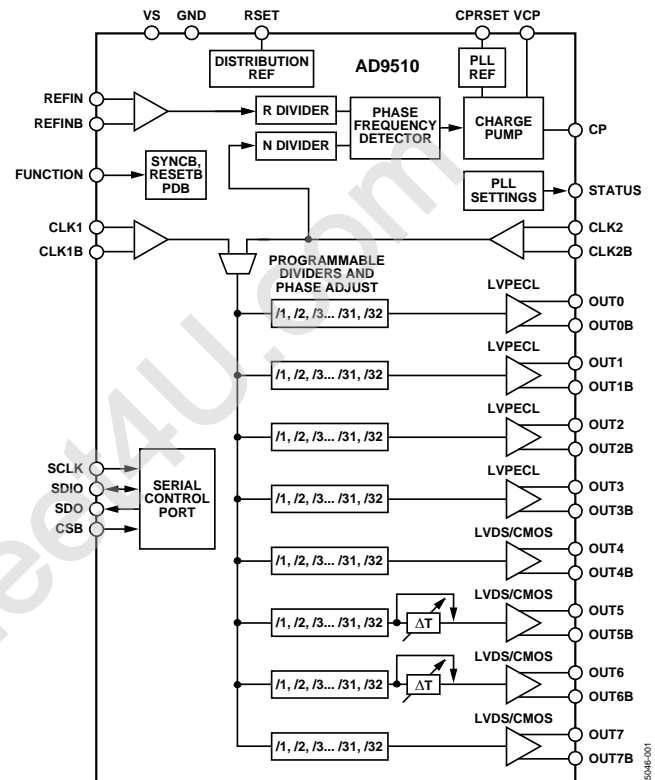 VS GND RSET CPRSET VCP
DISTRIBUTION
REF
AD9510
PLL
REF
REFIN
REFINB
R DIVIDER
N DIVIDER
PHASE
FREQUENCY
DETECTOR
CHARGE
PUMP
CP
FUNCTION
SYNCB,
RESETB
PDB
PLL
SETTINGS
STATUS
CLK1
CLK1B
CLK2
CLK2B
PROGRAMMABLE
DIVIDERS AND
PHASE ADJUST
LVPECL
/1, /2, /3... /31, /32
OUT0
OUT0B
LVPECL
/1, /2, /3... /31, /32
OUT1
OUT1B
LVPECL
/1, /2, /3... /31, /32
OUT2
OUT2B
SCLK
SDIO
SDO
CSB
SERIAL
CONTROL
PORT
LVPECL
/1, /2, /3... /31, /32
OUT3
OUT3B
LVDS/CMOS
/1, /2, /3... /31, /32
OUT4
OUT4B
LVDS/CMOS
/1, /2, /3... /31, /32
ΔT
OUT5
OUT5B
LVDS/CMOS
/1, /2, /3... /31, /32
ΔT
OUT6
OUT6B
LVDS/CMOS
/1, /2, /3... /31, /32
OUT7
OUT7B
5046-001
eet4U.com